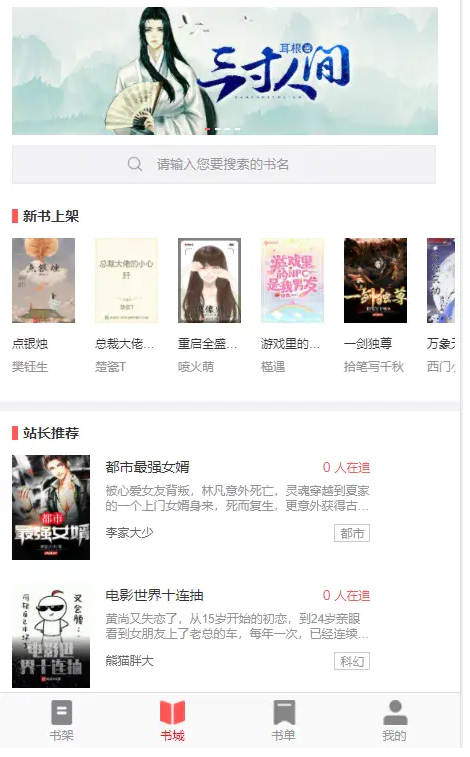 耳根著
三寸人间
请输入您要搜索的书名
新书上架
点银烛
总裁大佬的小心肝
游戏里的NPC是我男友
一剑独尊
点银烛
总裁大佬...
重启全盛...
游戏里的...
一剑独尊
万象天
樊钰生
楚瓷T
喷火萌
槿遇
拾笔写千秋
西门小
站长推荐
都市最强女婿
都市最强女婿
0 人在追
被心爱女友背叛，林凡意外死亡，灵魂穿越到夏家
的一个上门女婿身来，死而复生，更意外获得古...
李家大少
都市
电影世界十连抽
电影世界十连抽
0 人在追
萧尚又失恋了，从15岁开始的初恋，到24岁亲眼
看到女朋友上了老总的车，每年一次，已经连续...
熊猫胖大
科幻
书架
书城
书单
我的